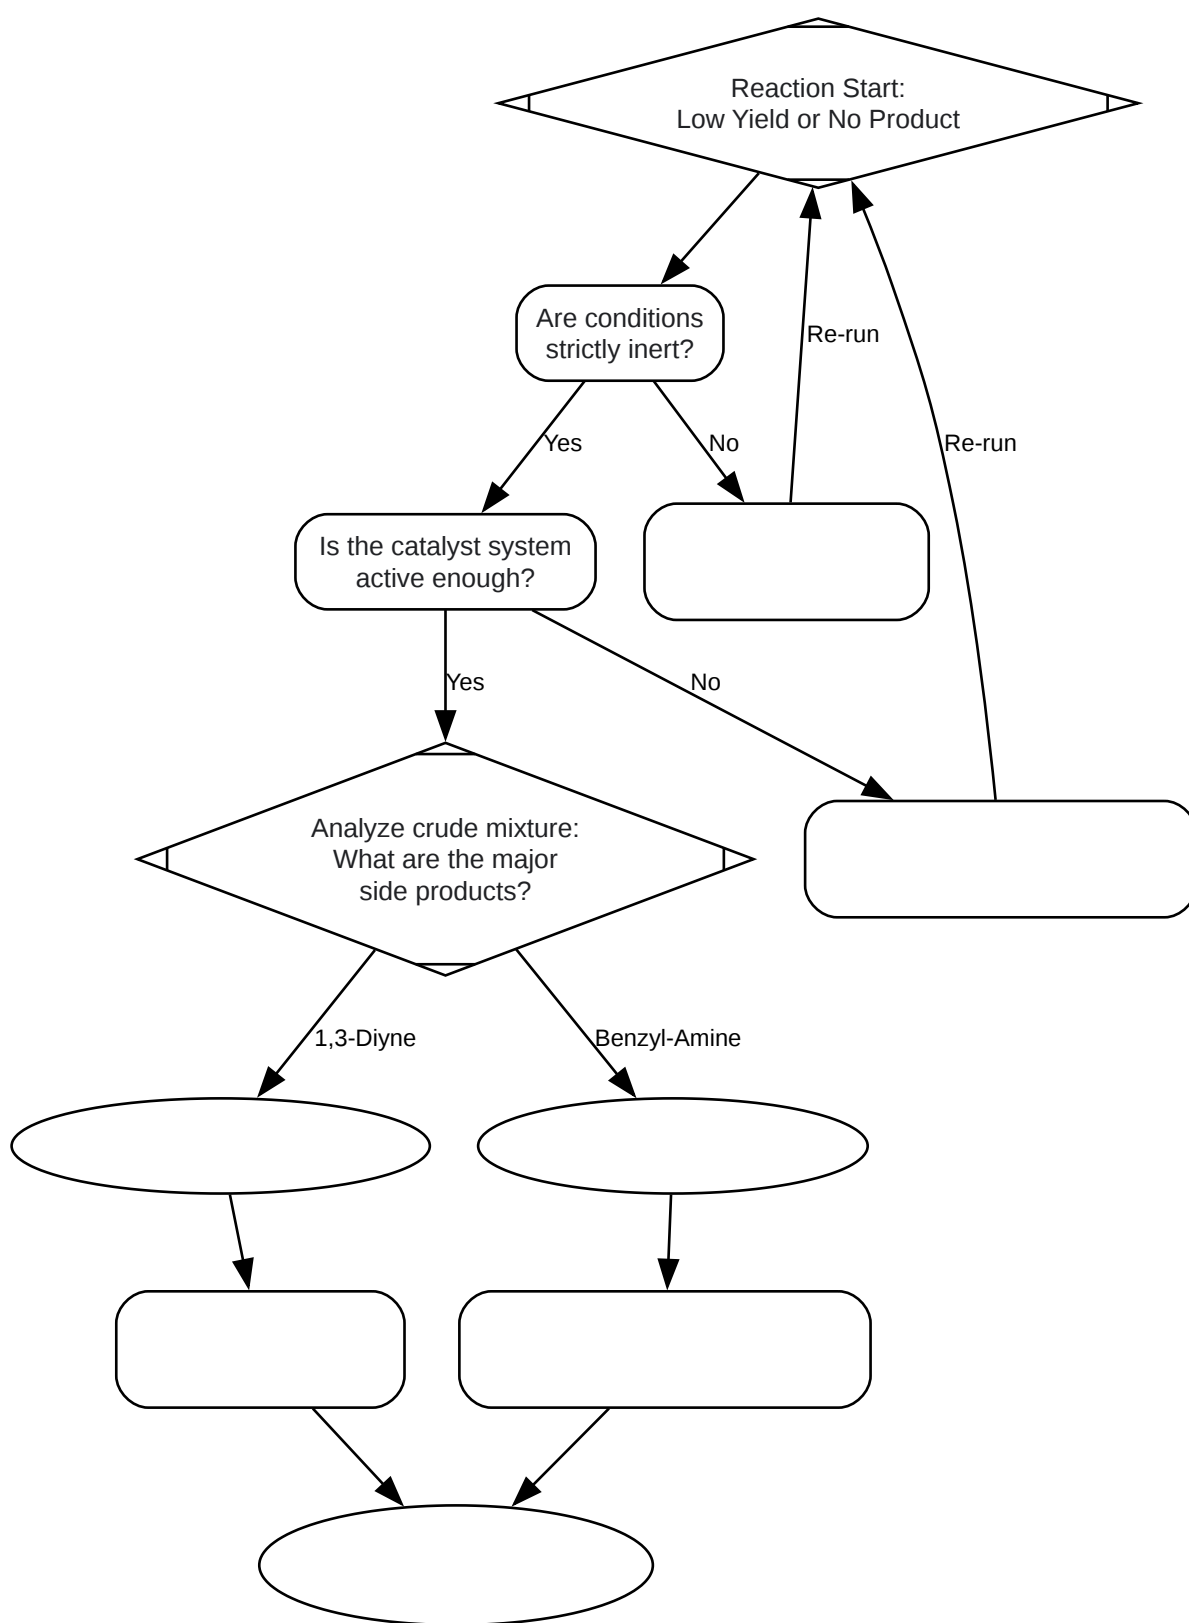 Reaction Start:
Low Yield or No Product
Are conditions
strictly inert?
Re-run
Yes
No
Re-run
Is the catalyst system
active enough?
Yes
No
Analyze crude mixture:
What are the major
side products?
1,3-Diyne
Benzyl-Amine